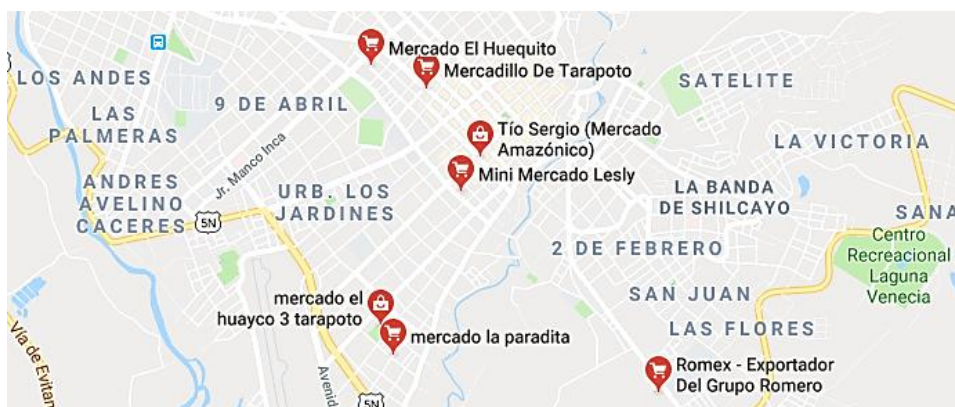 Mercado El Huequito
Mercadillo De Tarapoto
LOS ANDES
SATELITE
9 DE ABRIL
LAS
PALMERAS
Tío Sergio (Mercado
Amazónico)
LA VICTORIA
Jr. Manco Inca
Mini Mercado Lesly
ANDRES
AVELINO
CACERES
URB. LOS
JARDINES
LA BANDA
DE SHILCAYO
5N
SANA
2 DE FEBRERO
Centro
Recreacional
Laguna
Venecia
mercado el
huayco 3 tarapoto
SAN JUAN
mercado la paradita
LAS FLORES
Vía de Evitan
Avenid
Romex - Exportador
Del Grupo Romero
5N